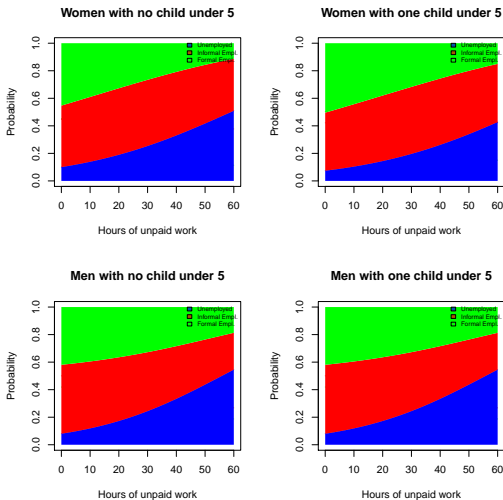 Women with no child under 5
Probability
0.0 0.2 0.4 0.6 0.8 1.0
Unemployed
Informal Empl.
Formal Empl.
0 10 20 30 40 50 60
Hours of unpaid work
Women with one child under 5
Probability
0.0 0.2 0.4 0.6 0.8 1.0
Unemployed
Informal Empl.
Formal Empl.
0 10 20 30 40 50 60
Hours of unpaid work
Men with no child under 5
Probability
0.0 0.2 0.4 0.6 0.8 1.0
Unemployed
Informal Empl.
Formal Empl.
0 10 20 30 40 50 60
Hours of unpaid work
Men with one child under 5
Probability
0.0 0.2 0.4 0.6 0.8 1.0
Unemployed
Informal Empl.
Formal Empl.
0 10 20 30 40 50 60
Hours of unpaid work